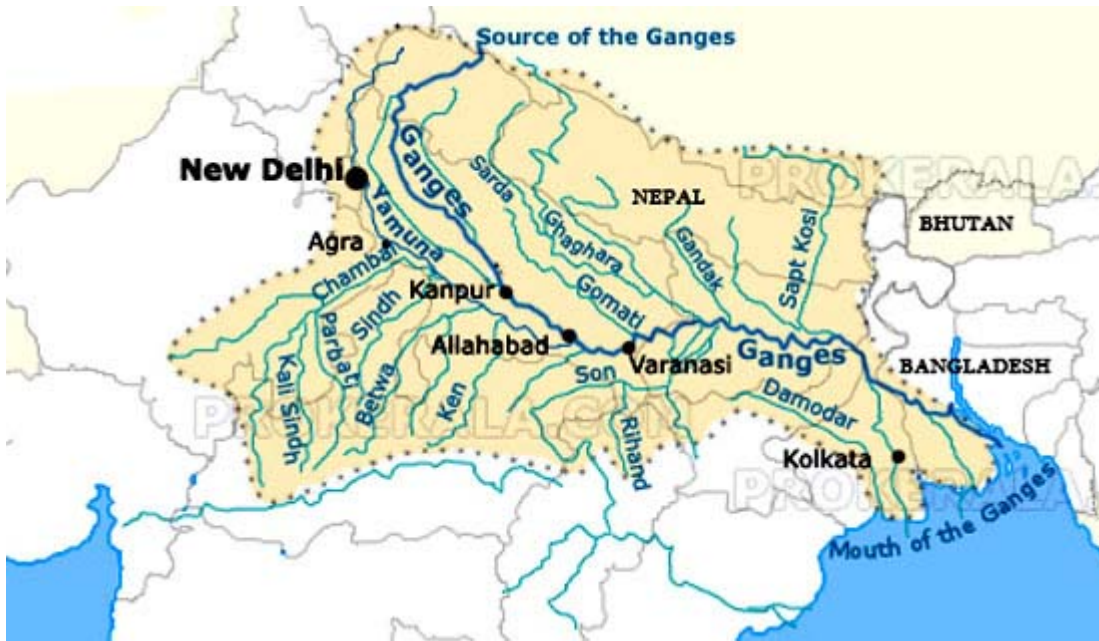 Source of the Ganges
PROKERALA.
New Delhi
Ganges
Sarda
NEPAL
BHUTAN
Yamuna
Agra
Ghaghara
Gandak
Sapt Kosi
Chambal
Kanpur
Gomati
Sindh
Parbati
Allahabad
Varanasi
Ganges
BANGLADESH
Kali Sindh
Betwa
Ken
Son
Damodar
PROKERALA.COM
Rihand
Kolkata
PROKERALA
Mouth of the Ganges